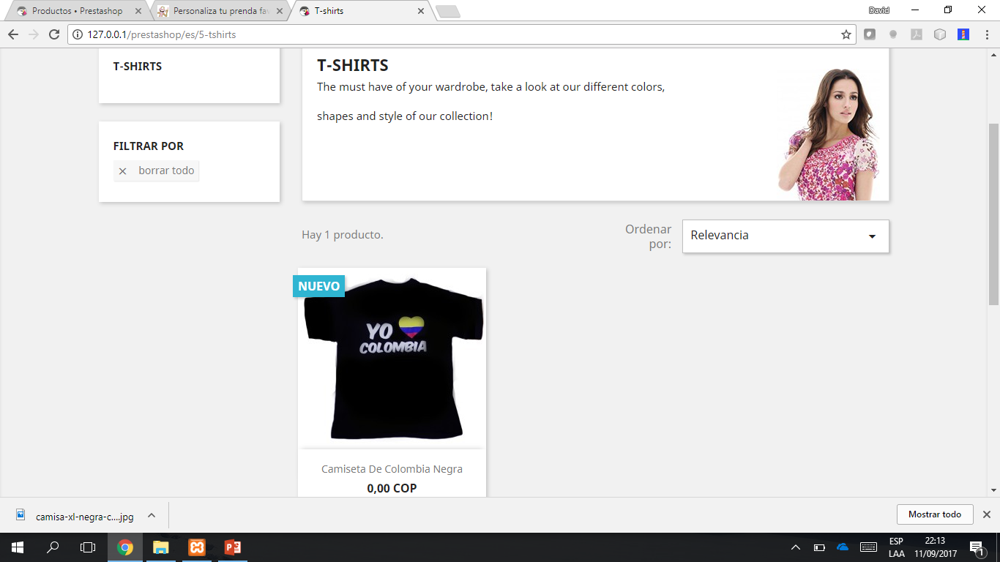 Productos • Prestashop
Personaliza tu prenda fav
T-shirts
David
127.0.0.1/prestashop/es/5-tshirts
T-SHIRTS
FILTRAR POR
borrar todo
T-SHIRTS
The must have of your wardrobe, take a look at our different colors,
shapes and style of our collection!
Hay 1 producto.
Ordenar
por:
Relevancia
NUEVO
YO
COLOMBIA
Camiseta De Colombia Negra
0,00 COP
camisa-xl-negra-c....jpg
Mostrar todo
ESP
LAA
22:13
11/09/2017
1